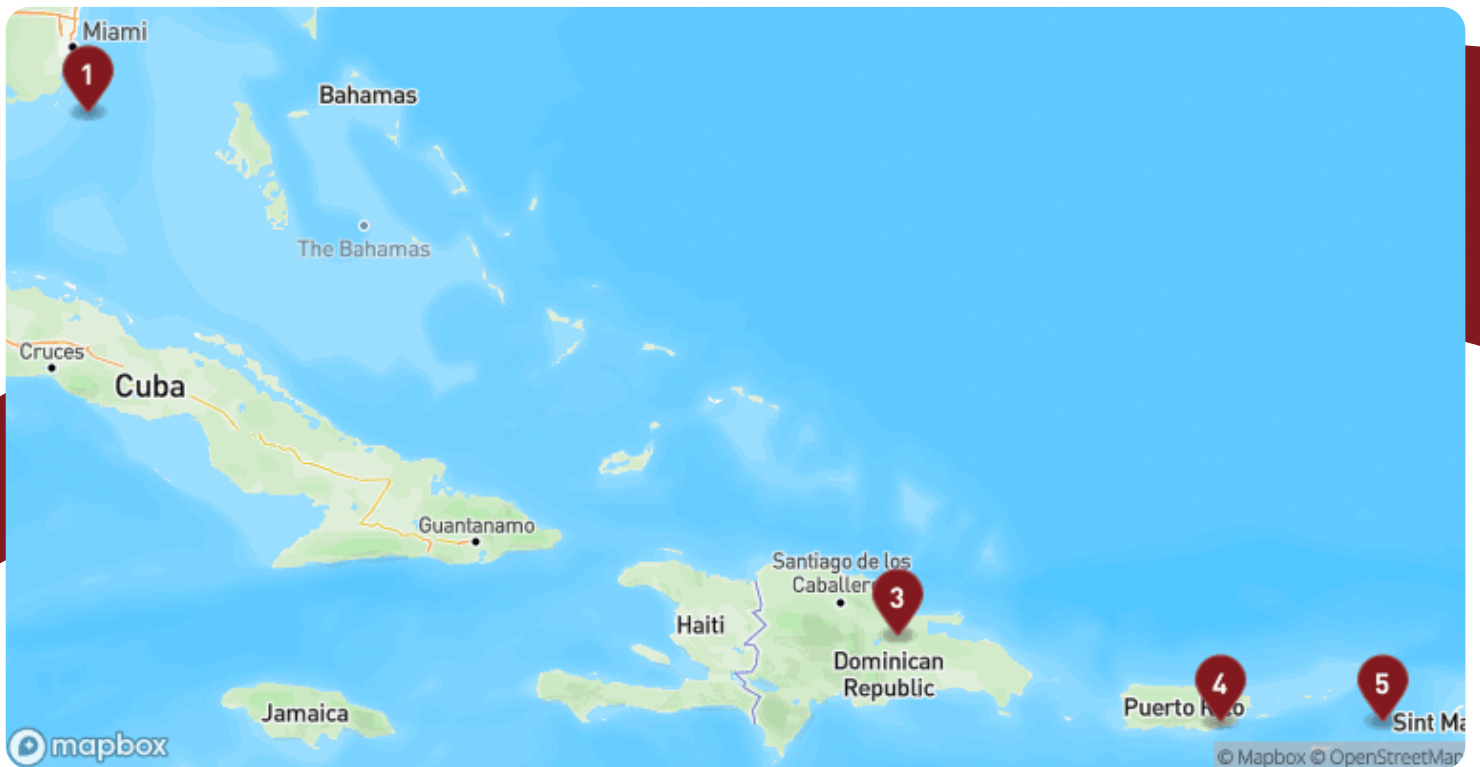 Miami
1
Bahamas
The Bahamas
Cruces
Cuba
Guantanamo
Santiago de los
Caballer
3
Haiti
Dominican
Republic
4
5
Puerto R co
Jamaica
Sint Ma
mapbox
© Mapbox © OpenStreetMap